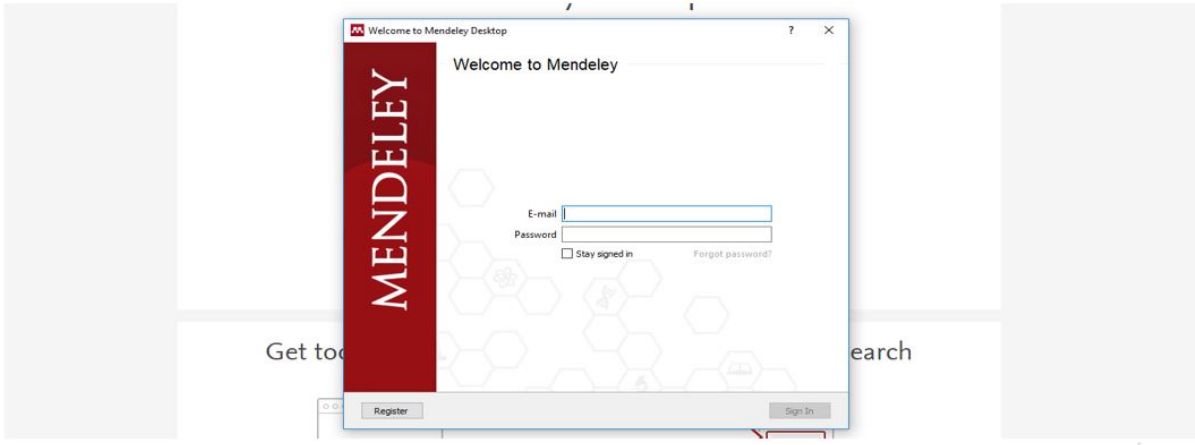 Welcome to Mendeley Desktop
Welcome to Mendeley
MENDELEY
E-mail
Password
Stay signed in
Forgot password?
Get too
earch
Register
Sign In